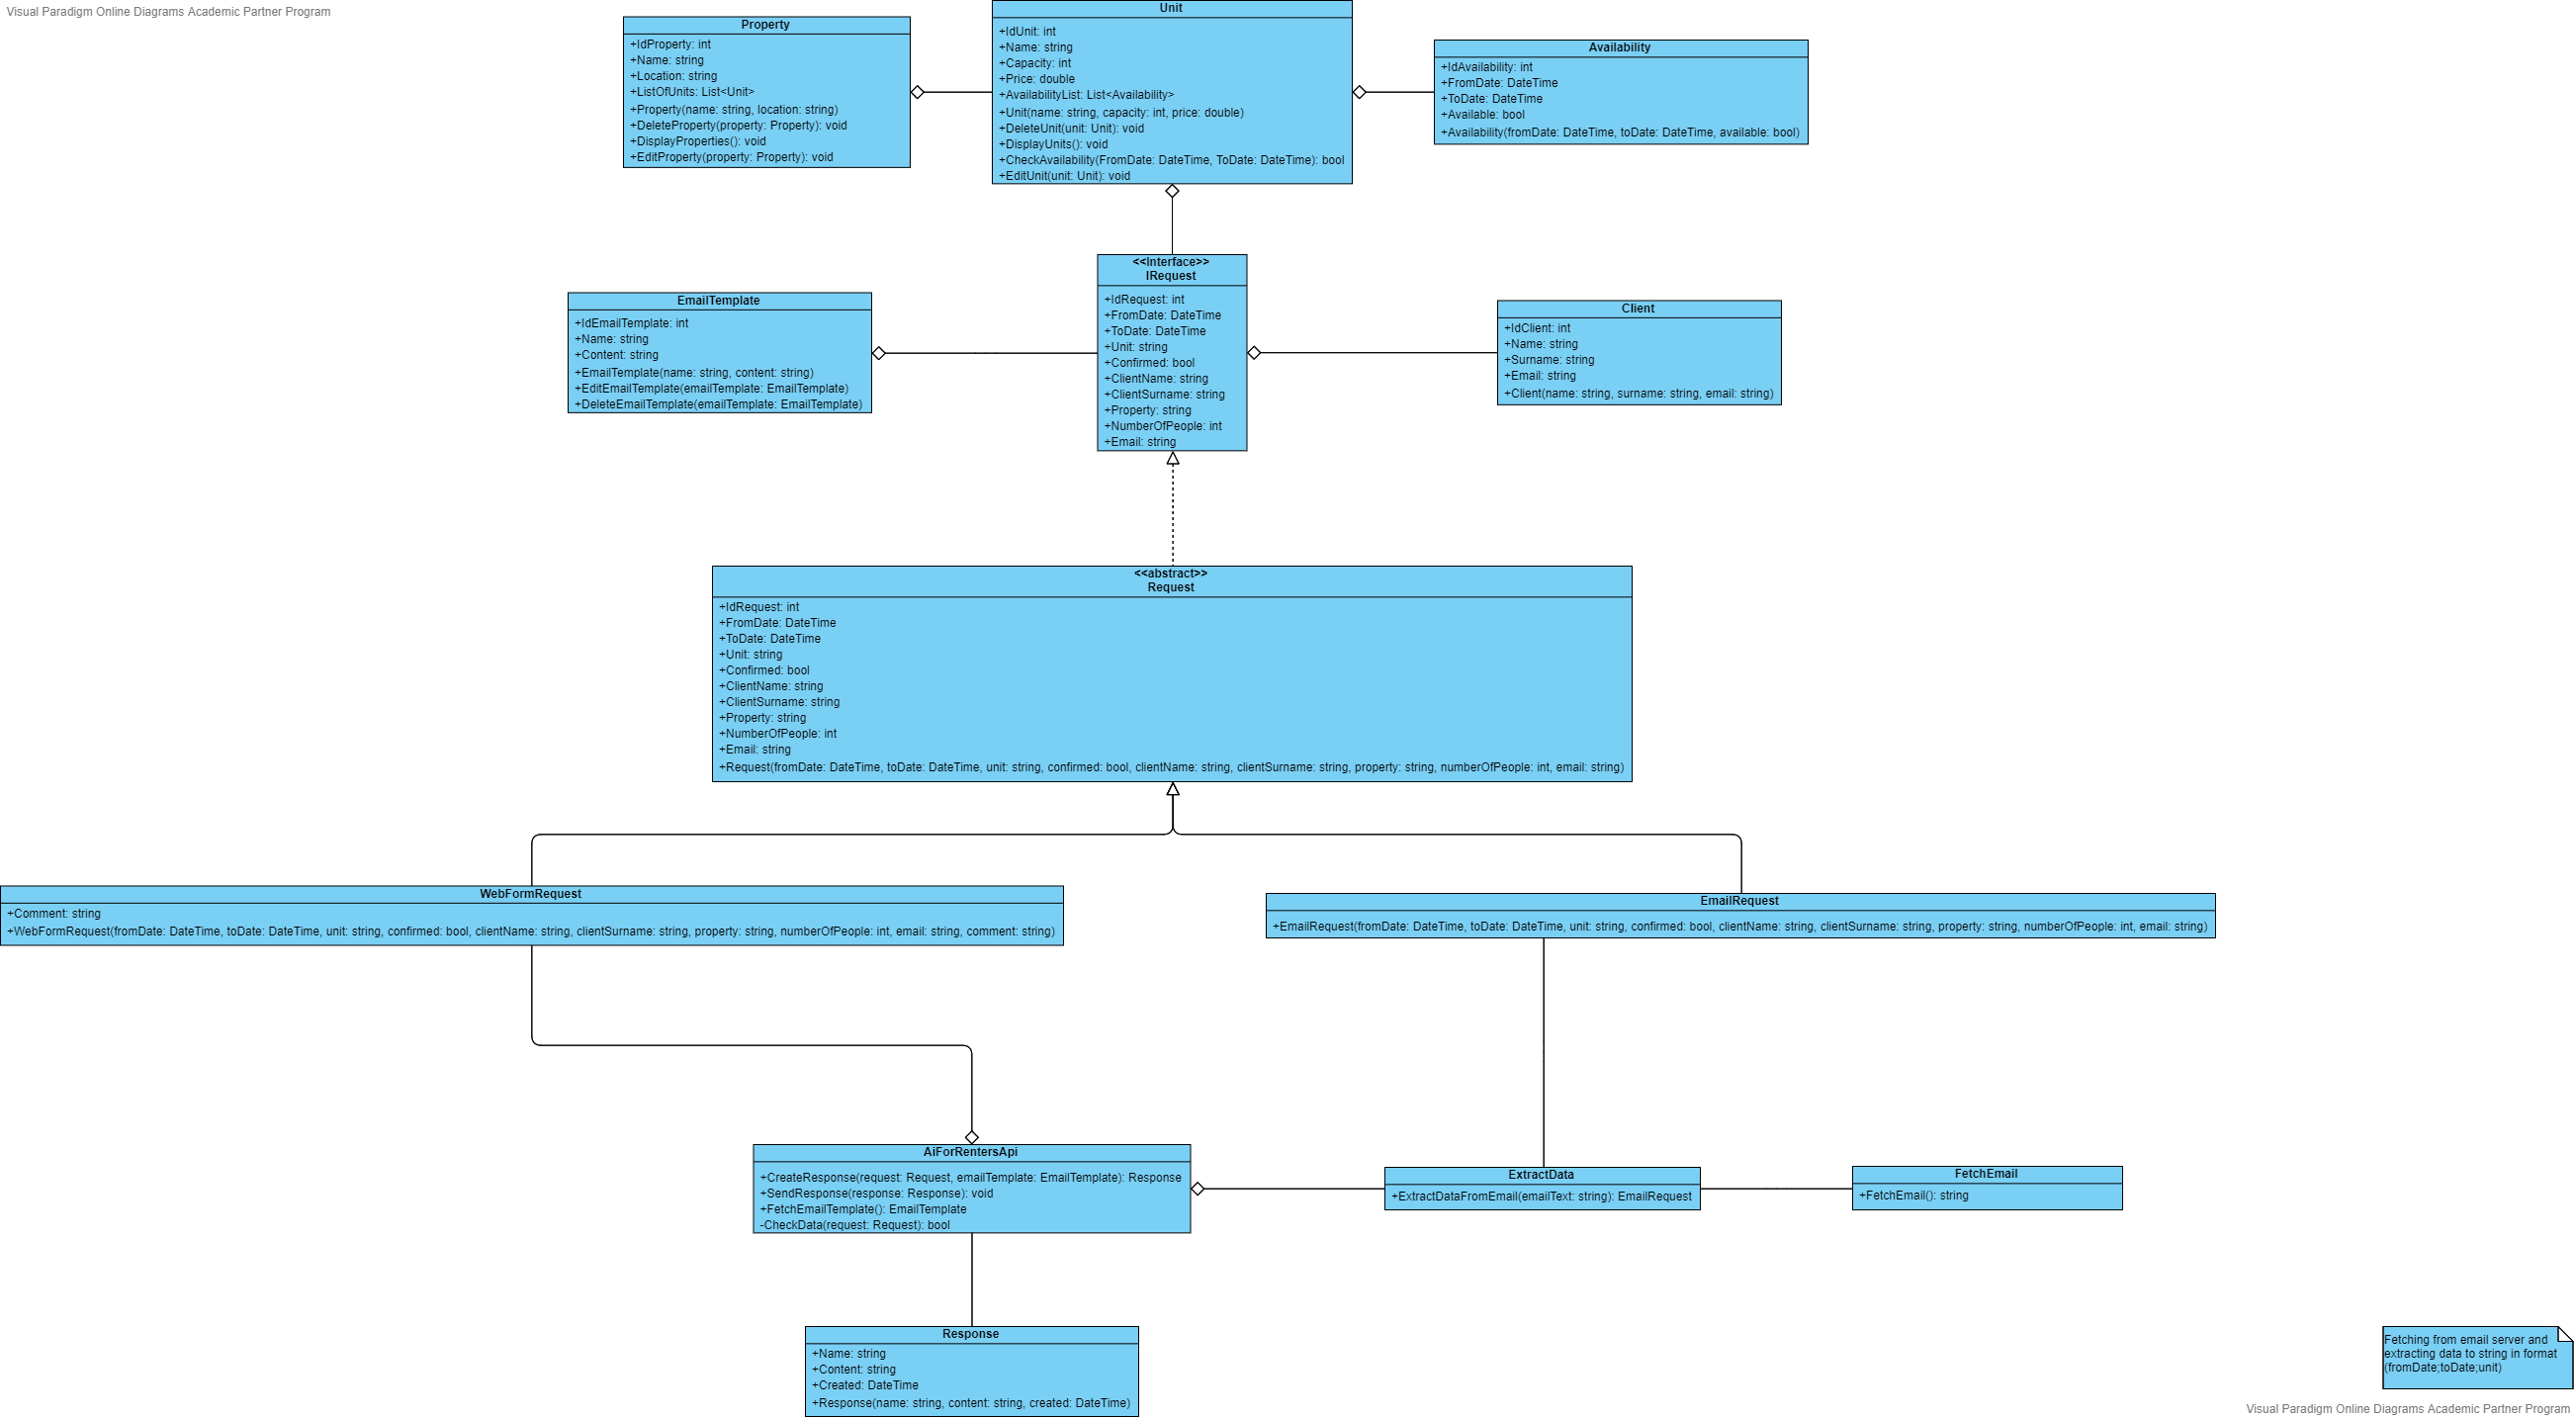 Visual Paradigm Online Diagrams Academic Partner Program
Property
+IdProperty: int
+Name: string
+Location: string
+ListOfUnits: List<Unit>
+Property(name: string, location: string)
+DeleteProperty(property: Property): void
+DisplayProperties(): void
+EditProperty(property: Property): void
Unit
+IdUnit: int
+Name: string
+Capacity: int
+Price: double
+AvailabilityList: List<Availability>
+Unit(name: string, capacity: int, price: double)
+DeleteUnit(unit: Unit): void
+DisplayUnits(): void
+CheckAvailability(FromDate: DateTime, ToDate: DateTime): bool
+EditUnit(unit: Unit): void
Availability
+IdAvailability: int
+FromDate: DateTime
+ToDate: DateTime
+Available: bool
+Availability(fromDate: DateTime, toDate: DateTime, available: bool)
EmailTemplate
+IdEmailTemplate: int
+Name: string
+Content: string
+EmailTemplate(name: string, content: string)
+EditEmailTemplate(emailTemplate: EmailTemplate)
+DeleteEmailTemplate(emailTemplate: EmailTemplate)
<<Interface>>
IRequest
+IdRequest: int
+FromDate: DateTime
+ToDate: DateTime
+Unit: string
+Confirmed: bool
+ClientName: string
+ClientSurname: string
+Property: string
+NumberOfPeople: int
+Email: string
Client
+IdClient: int
+Name: string
+Surname: string
+Email: string
+Client(name: string, surname: string, email: string)
<<abstract>>
Request
+IdRequest: int
+FromDate: DateTime
+ToDate: DateTime
+Unit: string
+Confirmed: bool
+ClientName: string
+ClientSurname: string
+Property: string
+NumberOfPeople: int
+Email: string
+Request(fromDate: DateTime, toDate: DateTime, unit: string, confirmed: bool, clientName: string, clientSurname: string, property: string, numberOfPeople: int, email: string)
WebFormRequest
+Comment: string
+WebFormRequest(fromDate: DateTime, toDate: DateTime, unit: string, confirmed: bool, clientName: string, clientSurname: string, property: string, numberOfPeople: int, email: string, comment: string)
EmailRequest
+EmailRequest(fromDate: DateTime, toDate: DateTime, unit: string, confirmed: bool, clientName: string, clientSurname: string, property: string, numberOfPeople: int, email: string)
AiForRentersApi
+CreateResponse(request: Request, emailTemplate: EmailTemplate): Response
+SendResponse(response: Response): void
+FetchEmailTemplate(): EmailTemplate
-CheckData(request: Request): bool
ExtractData
+ExtractDataFromEmail(emailText: string): EmailRequest
FetchEmail
+FetchEmail(): string
Response
+Name: string
+Content: string
+Created: DateTime
+Response(name: string, content: string, created: DateTime)
Fetching from email server and
extracting data to string in format
(fromDate;toDate;unit)
Visual Paradigm Online Diagrams Academic Partner Program